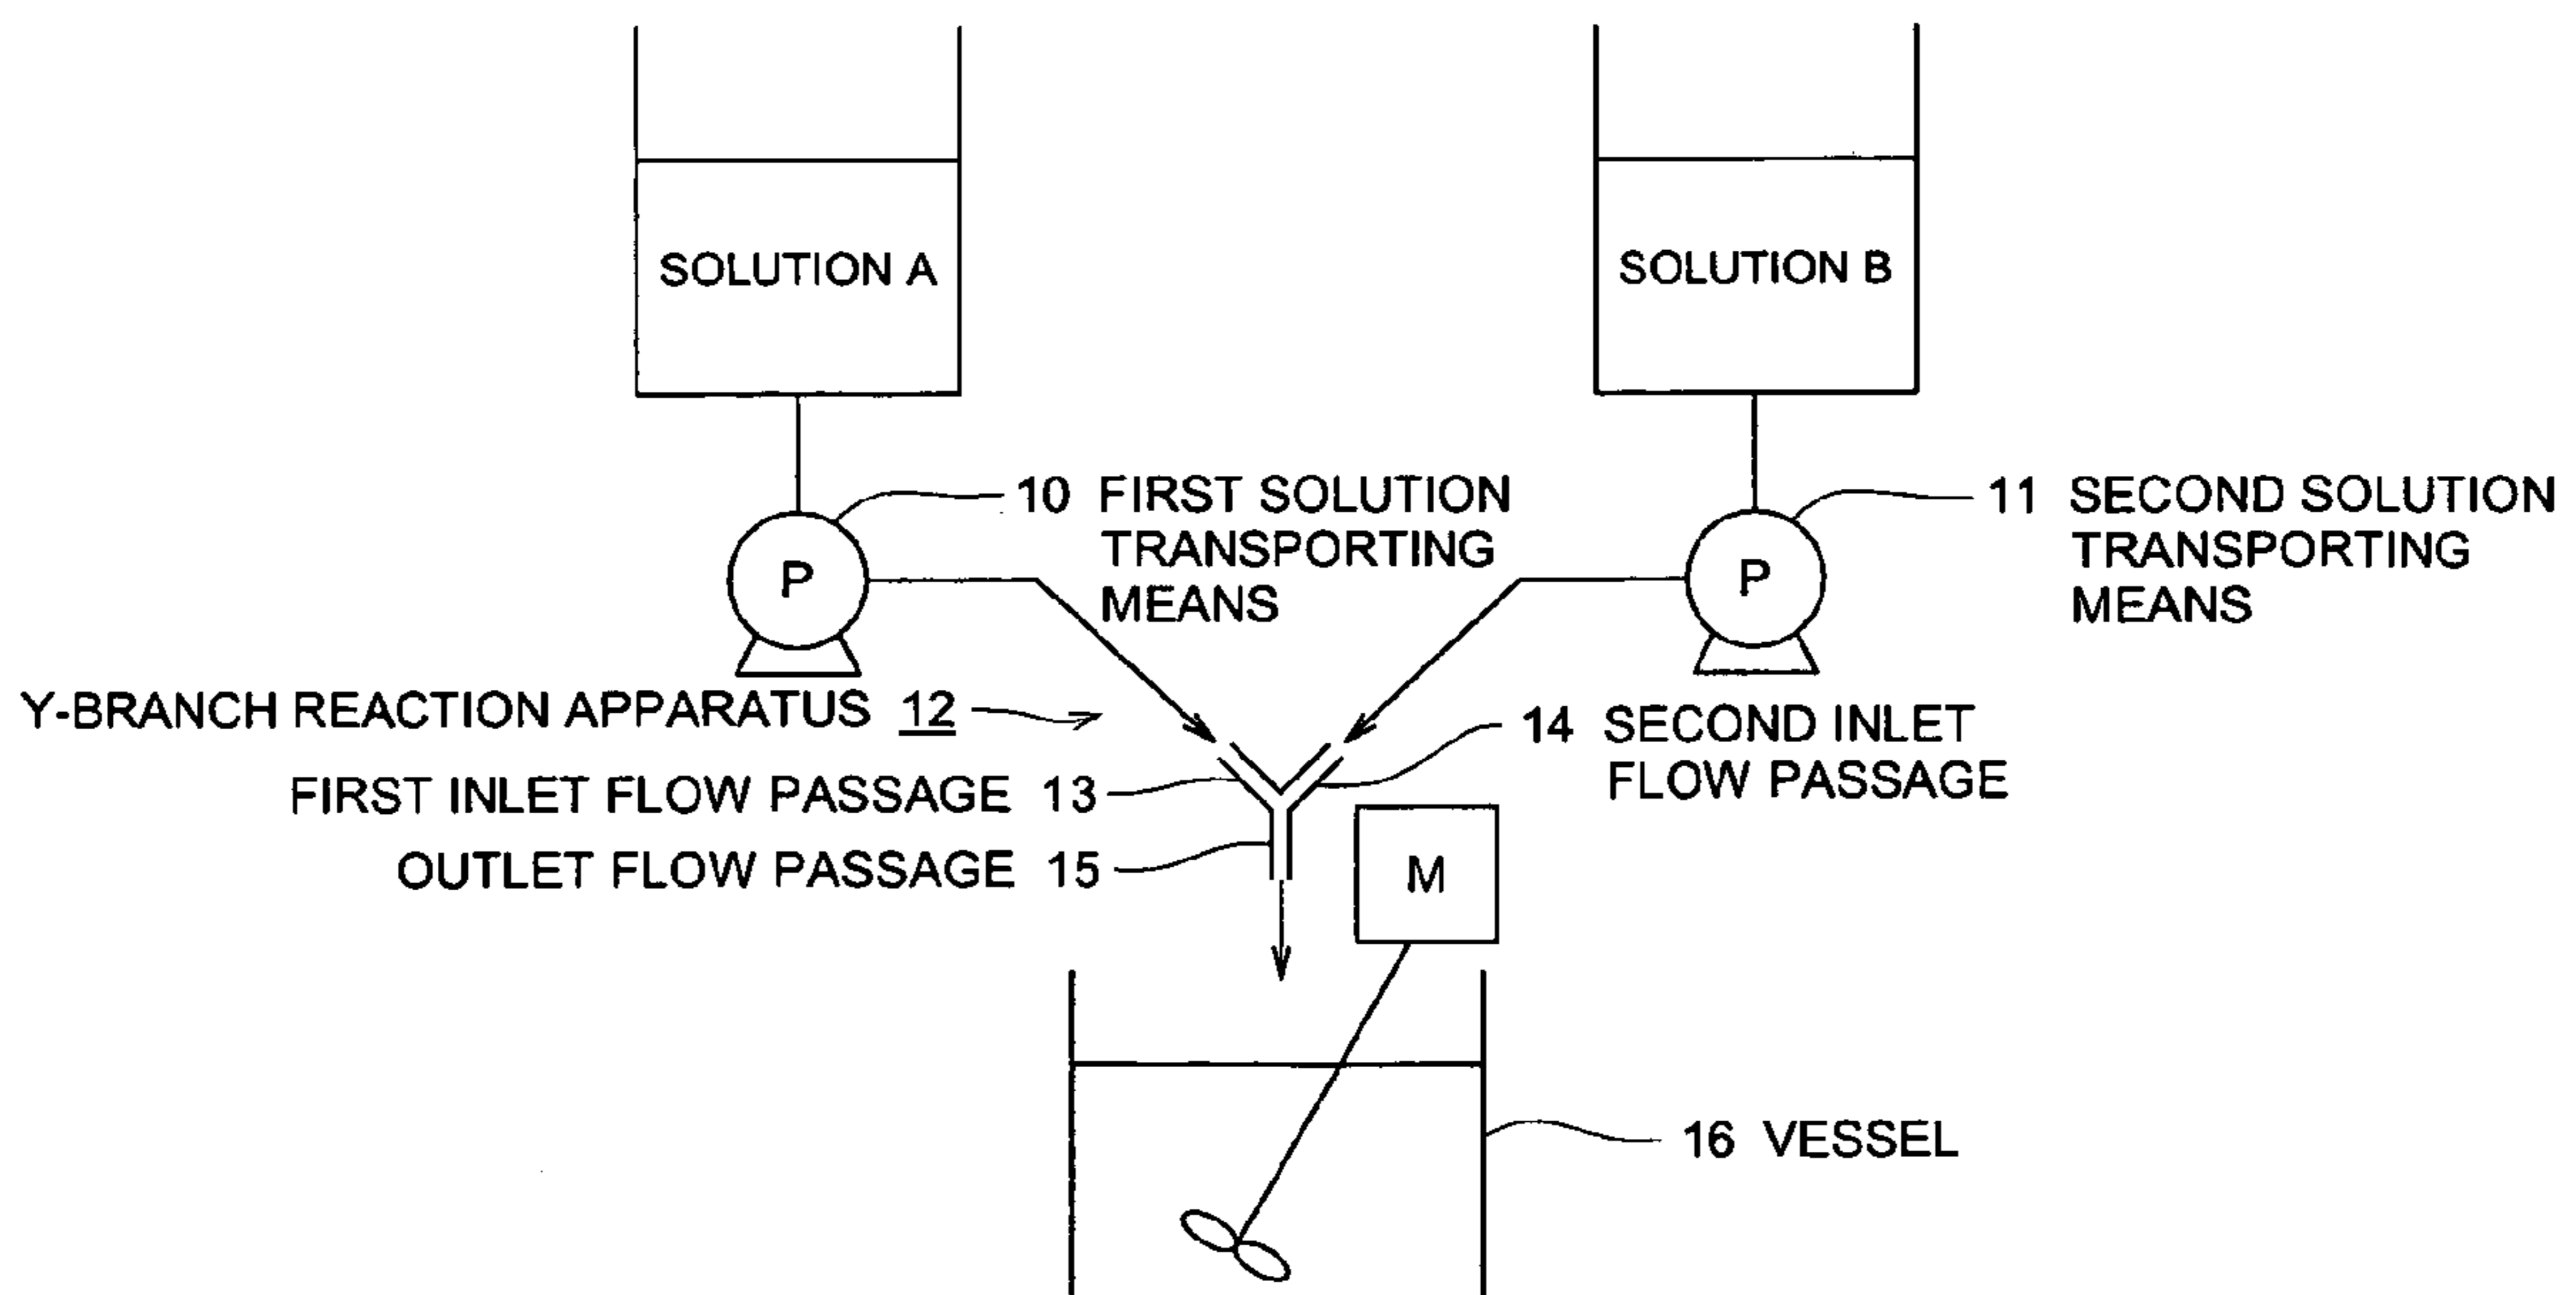 SOLUTION A
SOLUTION B
10 FIRST SOLUTION
TRANSPORTING
MEANS
11 SECOND SOLUTION
TRANSPORTING
MEANS
P
P
Y-BRANCH REACTION APPARATUS 12
14 SECOND INLET
FLOW PASSAGE
FIRST INLET FLOW PASSAGE 13
OUTLET FLOW PASSAGE 15
M
16 VESSEL